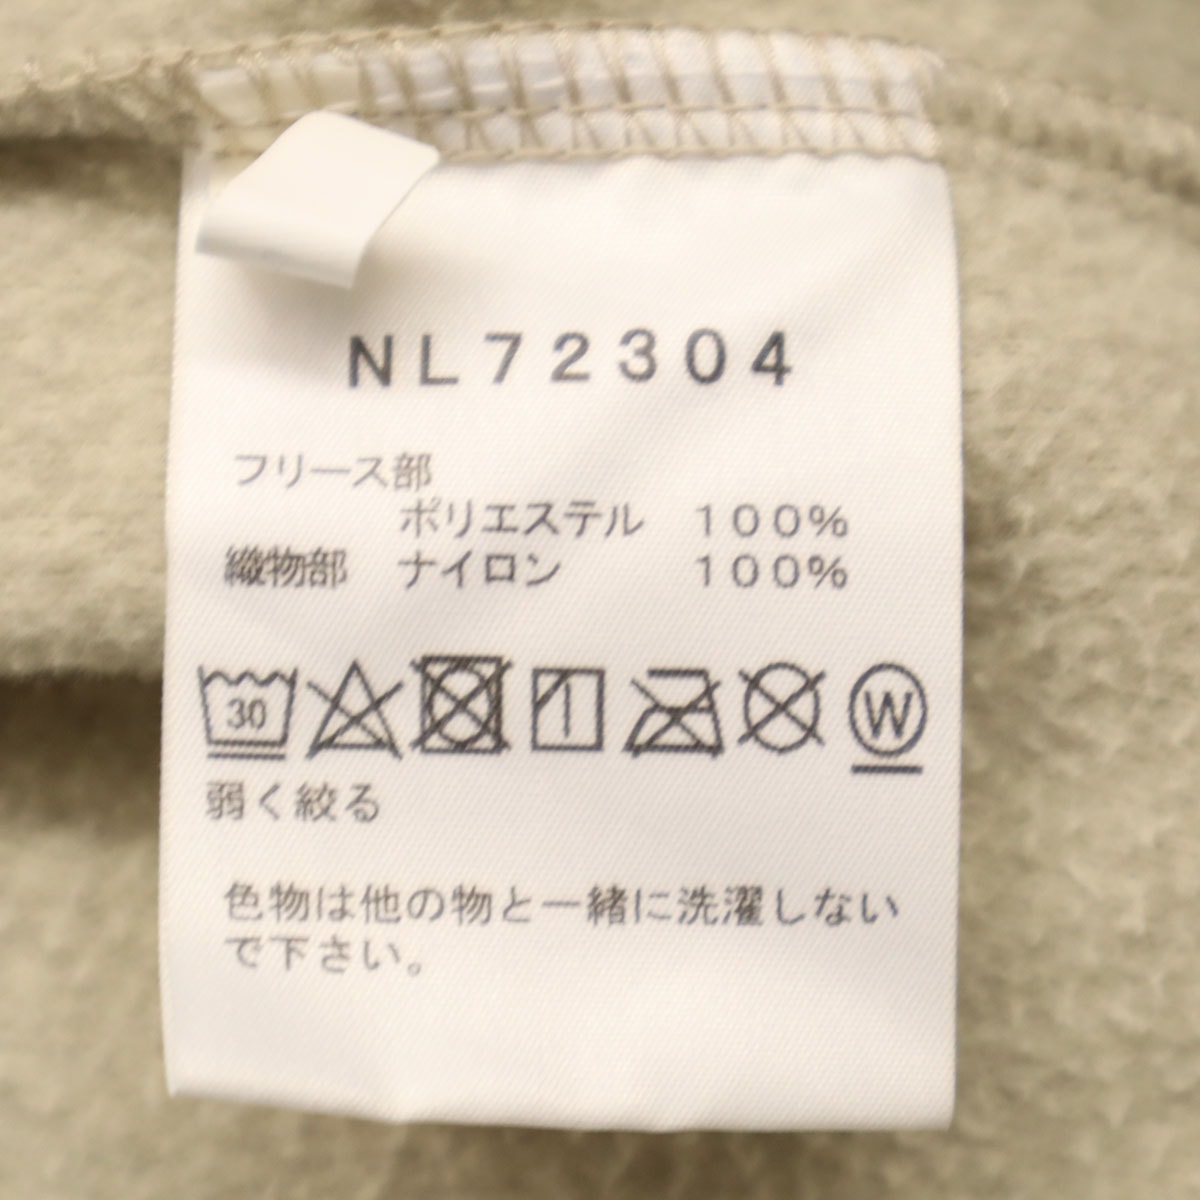 NL72304
フリース部
ポリエステル 100%
織物部 ナイロン 100%
30 W
弱く絞る
色物は他の物と一緒に洗濯しない
で下さい。